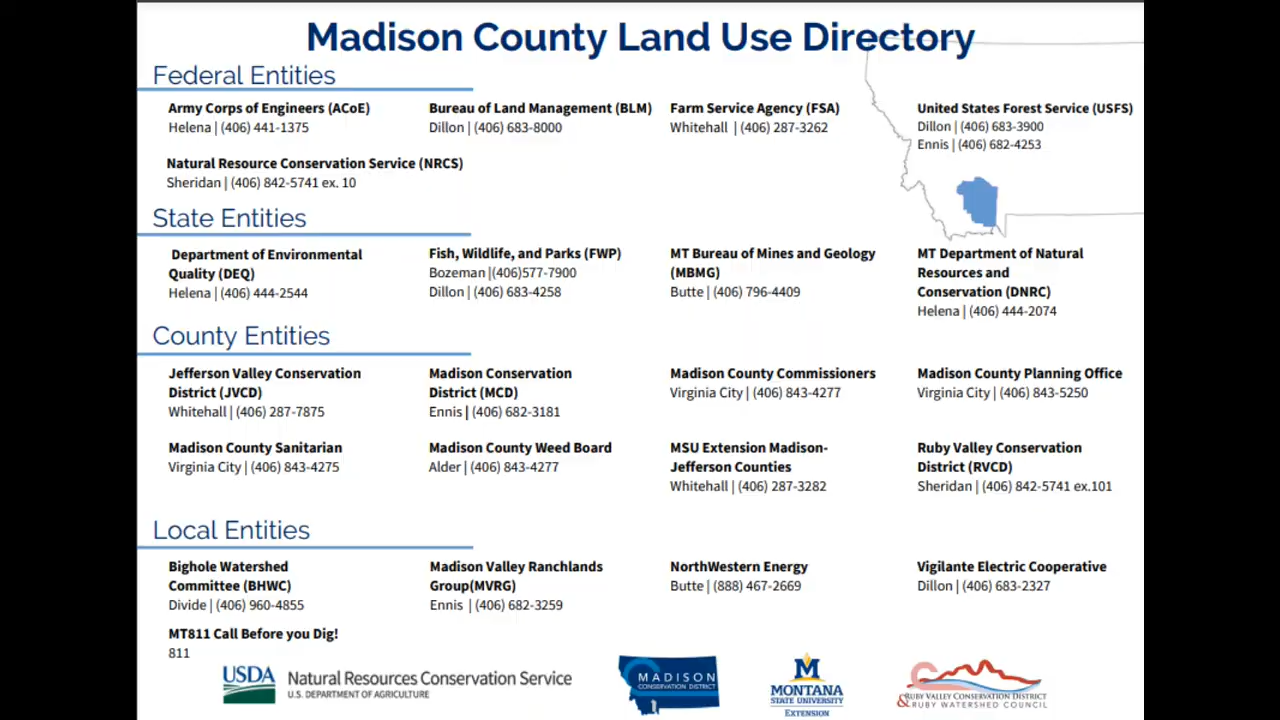 Madison County Land Use Directory
Federal Entities
Army Corps of Engineers (ACoE)
Helena | (406) 441-1375
Bureau of Land Management (BLM)
Dillon | (406) 683-8000
Farm Service Agency (FSA)
Whitehall | (406) 287-3262
United States Forest Service (USFS)
Dillon | (406) 683-3900
Ennis | (406) 682-4253
Natural Resource Conservation Service (NRCS)
Sheridan | (406) 842-5741 ex. 10
State Entities
Department of Environmental
Quality (DEQ)
Helena | (406) 444-2544
Fish, Wildlife, and Parks (FWP)
Bozeman |(406)577-7900
Dillon | (406) 683-4258
MT Bureau of Mines and Geology
(MBMG)
Butte | (406) 796-4409
MT Department of Natural
Resources and
Conservation (DNRC)
Helena | (406) 444-2074
County Entities
Jefferson Valley Conservation
District (JVCD)
Whitehall | (406) 287-7875
Madison Conservation
District (MCD)
Ennis | (406) 682-3181
Madison County Commissioners
Virginia City | (406) 843-4277
Madison County Planning Office
Virginia City | (406) 843-5250
Madison County Sanitarian
Virginia City | (406) 843-4275
Madison County Weed Board
Alder | (406) 843-4277
MSU Extension Madison-
Jefferson Counties
Whitehall | (406) 287-3282
Ruby Valley Conservation
District (RVCD)
Sheridan | (406) 842-5741 ex.101
Local Entities
Bighole Watershed
Committee (BHWC)
Divide | (406) 960-4855
Madison Valley Ranchlands
Group(MVRG)
Ennis | (406) 682-3259
NorthWestern Energy
Butte | (888) 467-2669
Vigilante Electric Cooperative
Dillon | (406) 683-2327
MT811 Call Before you Dig!
811
USDA
Natural Resources Conservation Service
U.S. DEPARTMENT OF AGRICULTURE
MADISON
CONSERVATION DISTRICT
M
MONTANA
STATE UNIVERSITY
EXTENSION
RUBY VALLEY CONSERVATION DISTRICT
& RUBY WATERSHED COUNCIL